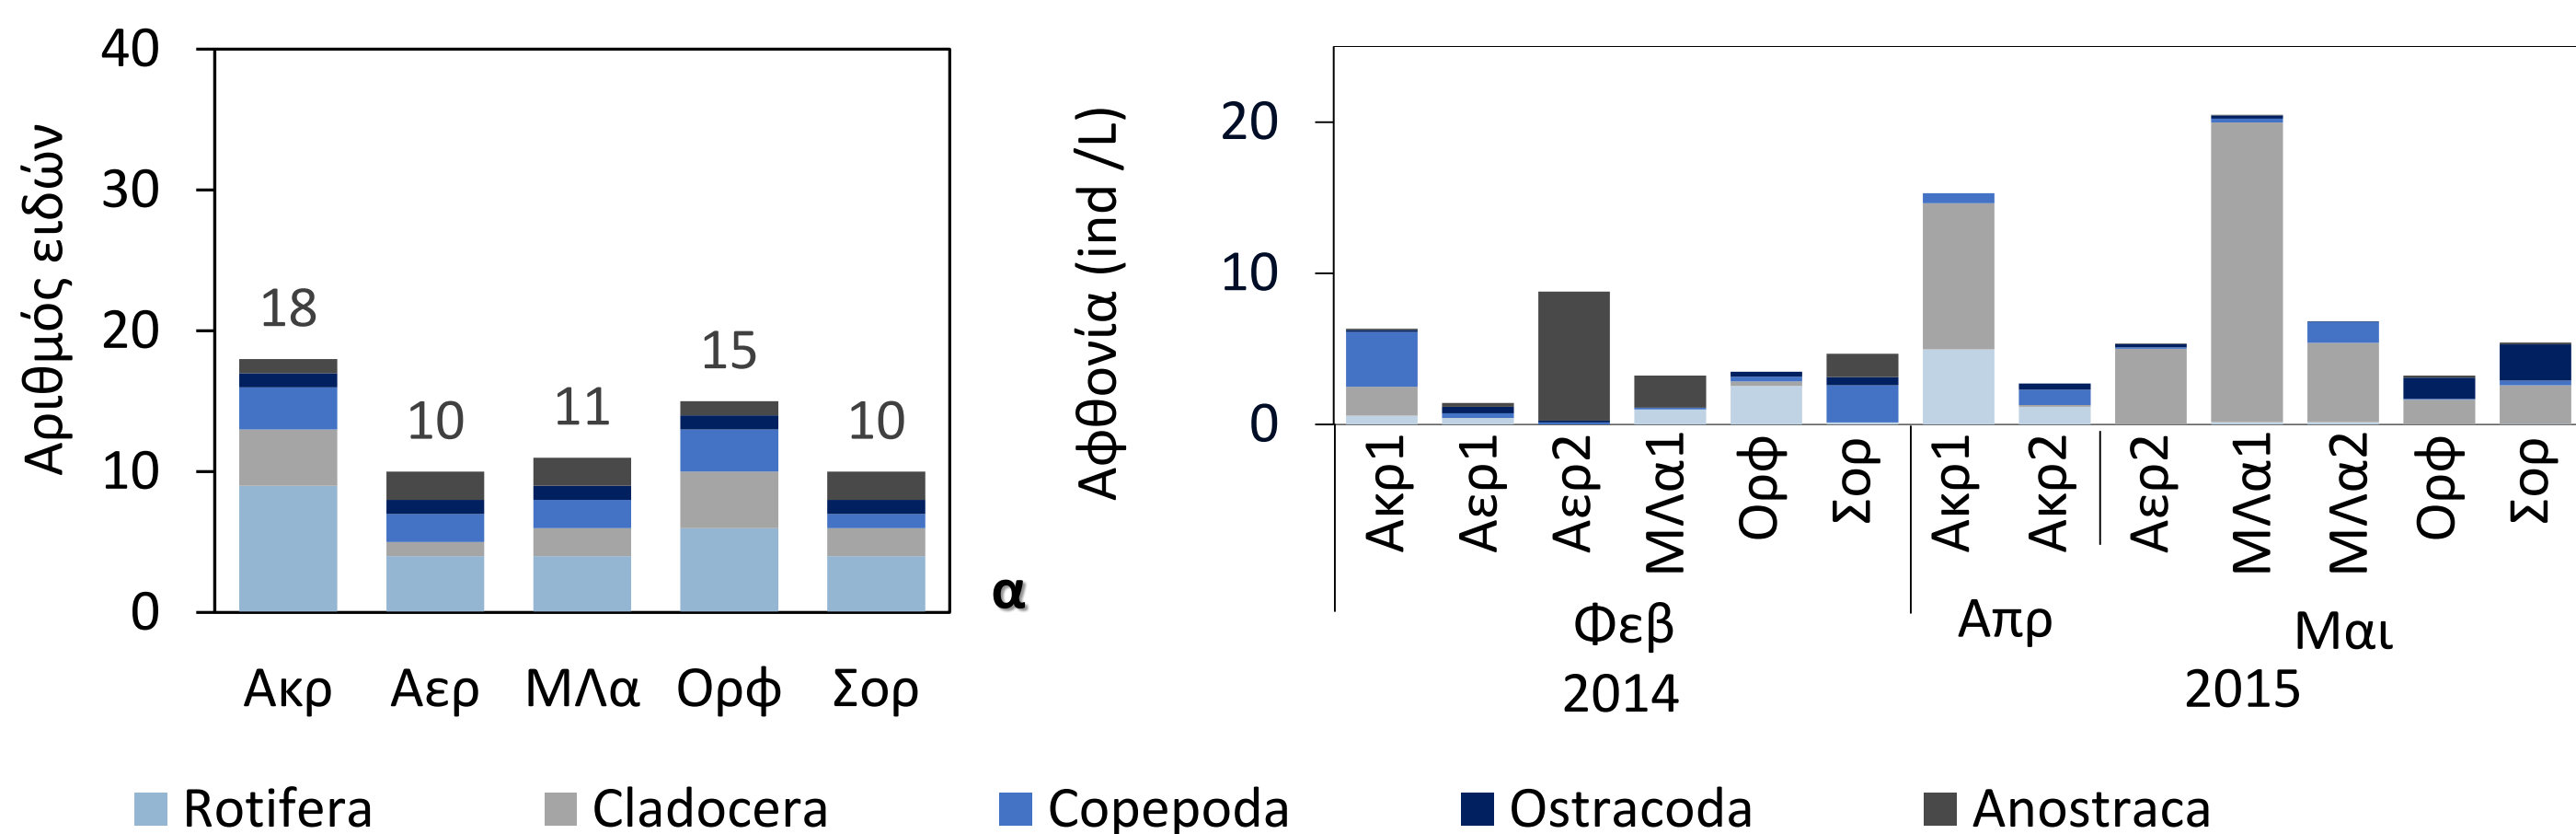 Αριθμός ειδών
40
30
20
10
0
18
10
11
15
10
Ακρ Αερ ΜΛα Ορφ Σορ
α
Αφθονία (ind /L)
20
10
0
Ακρ1 Αερ1 Αερ2 ΜΛα1 Ορφ Σορ Ακρ1 Ακρ2 Αερ2 ΜΛα1 ΜΛα2 Ορφ Σορ
Φεβ Απρ Μαι
2014 2015
Rotifera Cladocera Copepoda Ostracoda Anostraca